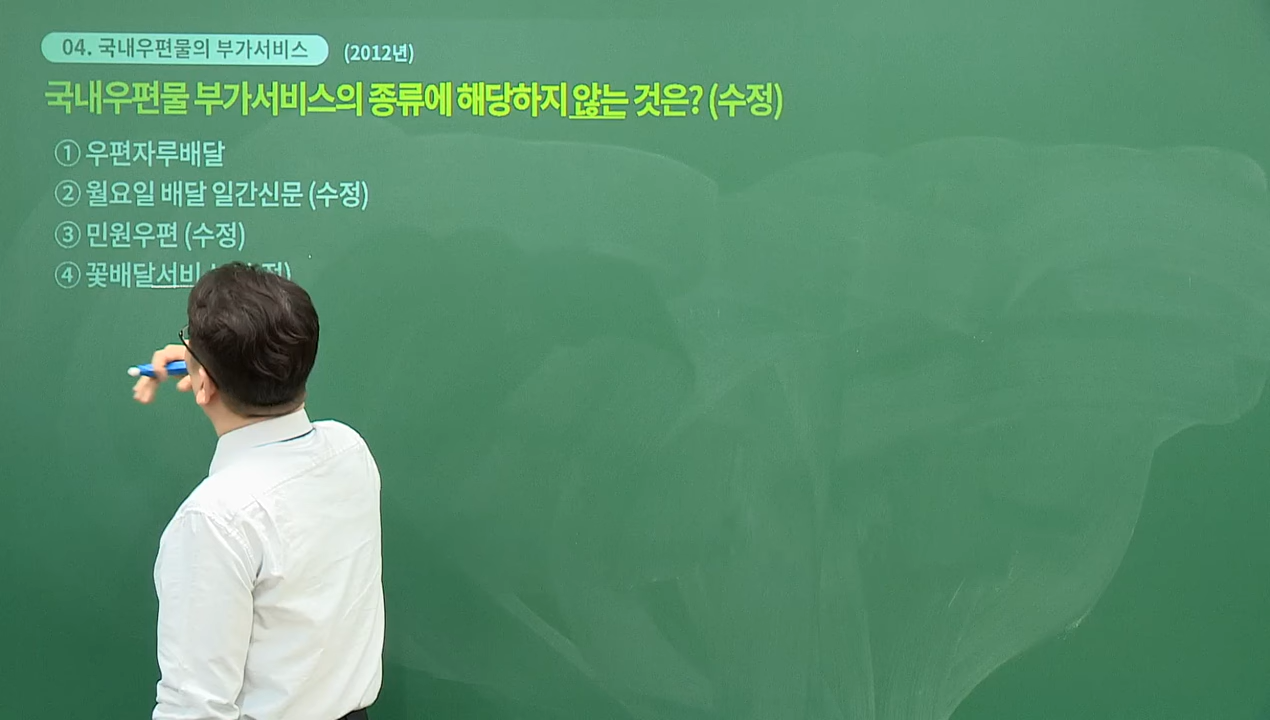 04. 국내우편물의 부가서비스 (2012년)
국내우편물 부가서비스의 종류에 해당하지 않는 것은? (수정)
① 우편자루배달
② 월요일 배달 일간신문 (수정)
③ 민원우편 (수정)
④ 꽃배달서비